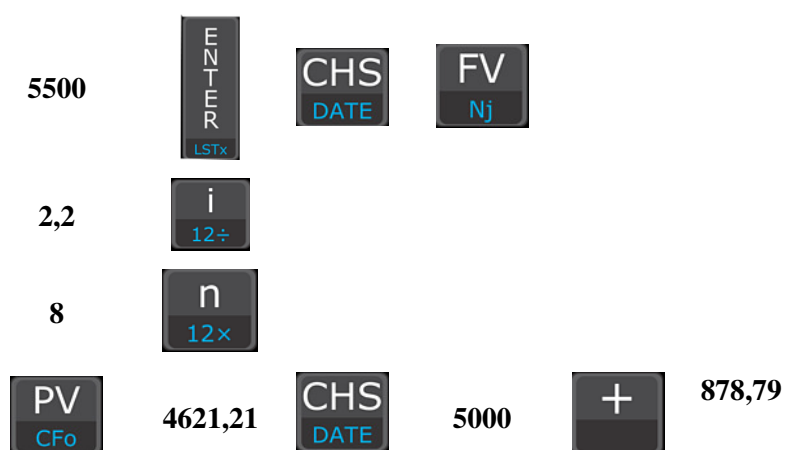 5500 ENTER LSTx CHS DATE FV Nj
2,2 i 12÷
8 n 12×
PV CFo 4621,21 CHS DATE 5000 + 878,79